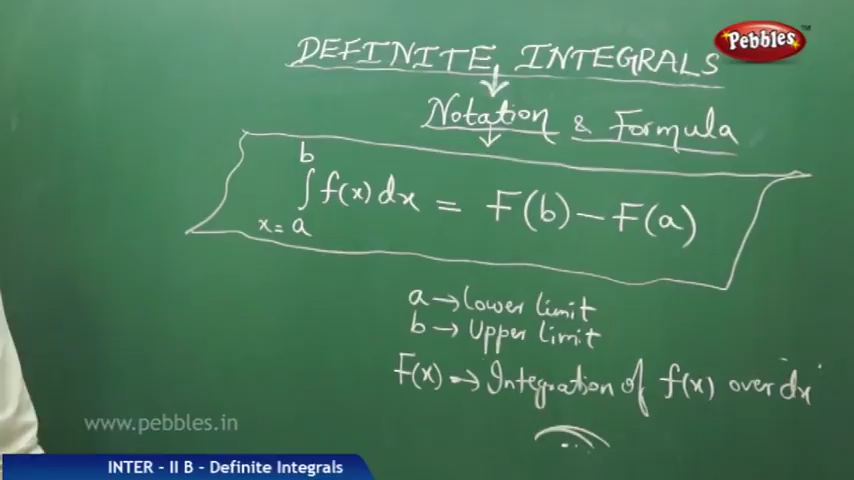 DEFINITE INTEGRALS
Pebbles™
Notation & Formula
b
∫ f(x) dx = F(b) - F(a)
x = a
a → Lower limit
b → Upper limit
F(x) → Integration of f(x) over "dx"
www.pebbles.in
INTER - II B - Definite Integrals